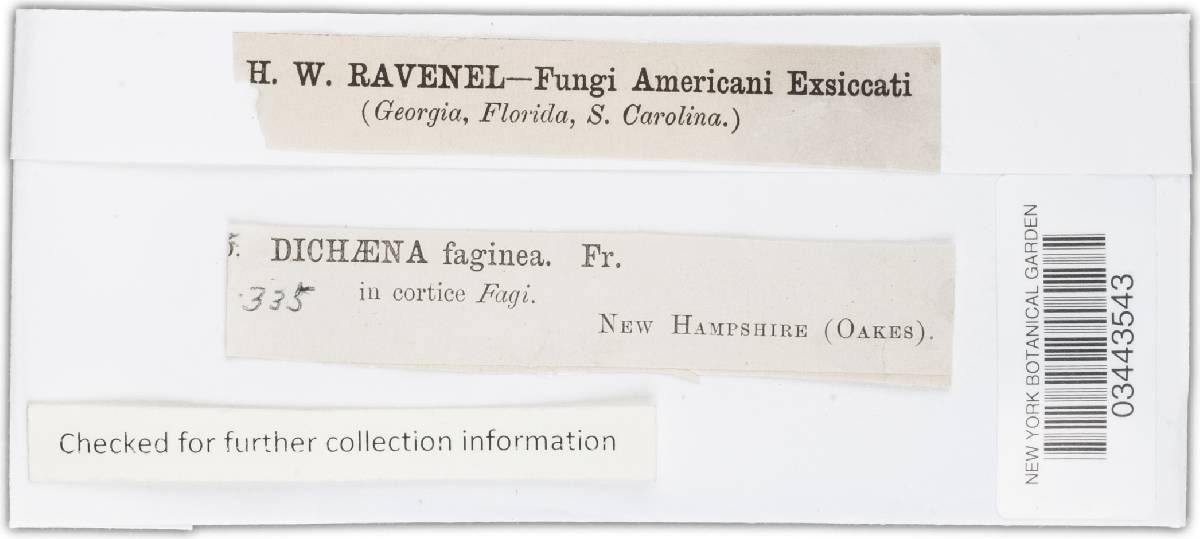 H. W. RAVENEL—Fungi Americani Exsiccati
(Georgia, Florida, S. Carolina.)
DICHÆNA faginea. Fr.
335 in cortice Fagi.
NEW HAMPSHIRE (OAKES).
Checked for further collection information
NEW YORK BOTANICAL GARDEN
03443543